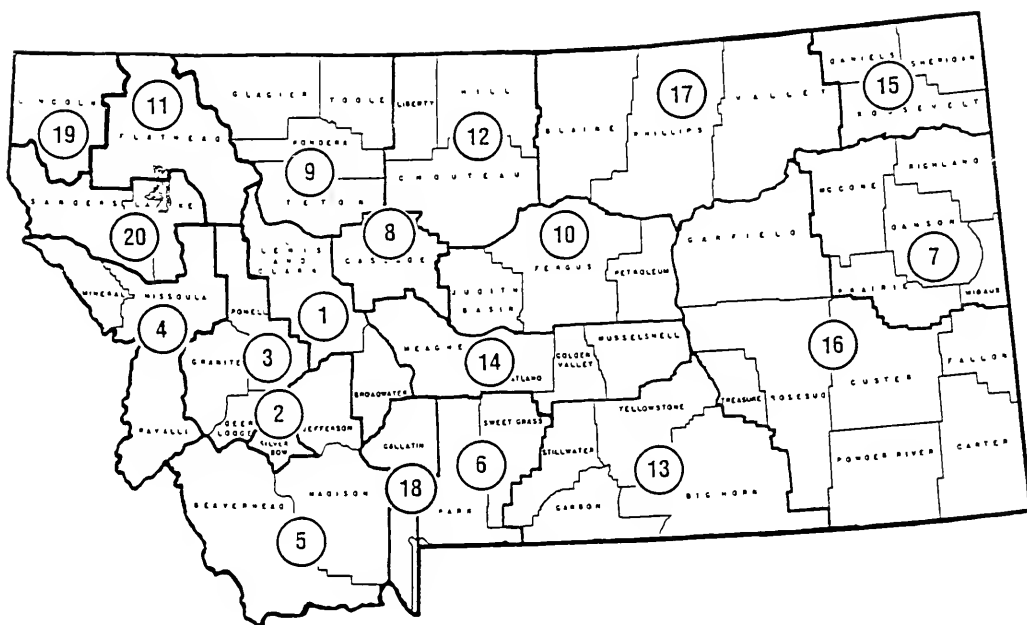 LINCOLN
19
11
FLATHEAD
GLACIER
TOOLE
LIBERTY
HILL
12
BLAINE
17
PHILLIPS
VALLEY
DANIELS
SHERIDAN
15
ROOSEVELT
PONDERA
9
TETON
CHOUTEAU
RICHLAND
MC CONE
DAWSON
7
WIBAUX
PRAIRIE
SANDERS
20
LEWIS
AND
CLARK
8
CASCADE
10
FERGUS
PETROLEUM
GARFIELD
JUDITH
BASIN
MINERAL
MISSOULA
4
POWELL
1
3
GRANITE
MEAGHE
14
ATLAND
GOLDEN
VALLEY
MUSSELSHELL
16
CUSTER
FALLON
BROADWATER
2
DEER
LODGE
SILVER
BOW
JEFFERSON
RAVALLI
GALLATIN
SWEET GRASS
YELLOWSTONE
TREASURE
ROSEBUD
STILLWATER
6
13
POWDER RIVER
CARTER
BEAVERHEAD
MADISON
18
PARK
CARBON
BIG HORN
5